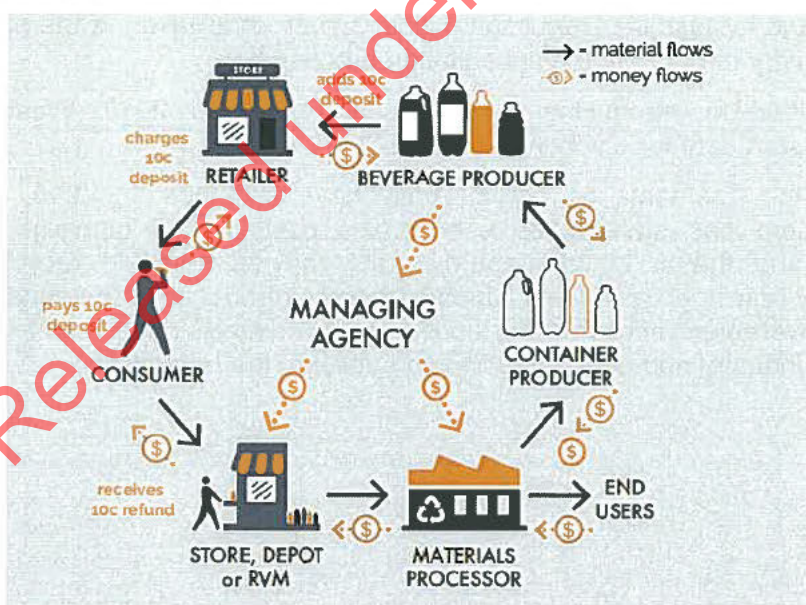 → = material flows
$ = money flows
STORE
adds 10c
deposit
charges
10c
deposit
RETAILER
$
BEVERAGE PRODUCER
$
$
$
pays 10c
deposit
CONSUMER
MANAGING
AGENCY
CONTAINER
PRODUCER
$
$
$
$
$
receives
10c refund
$
$
END
USERS
STORE, DEPOT
or RVM
MATERIALS
PROCESSOR
Released under